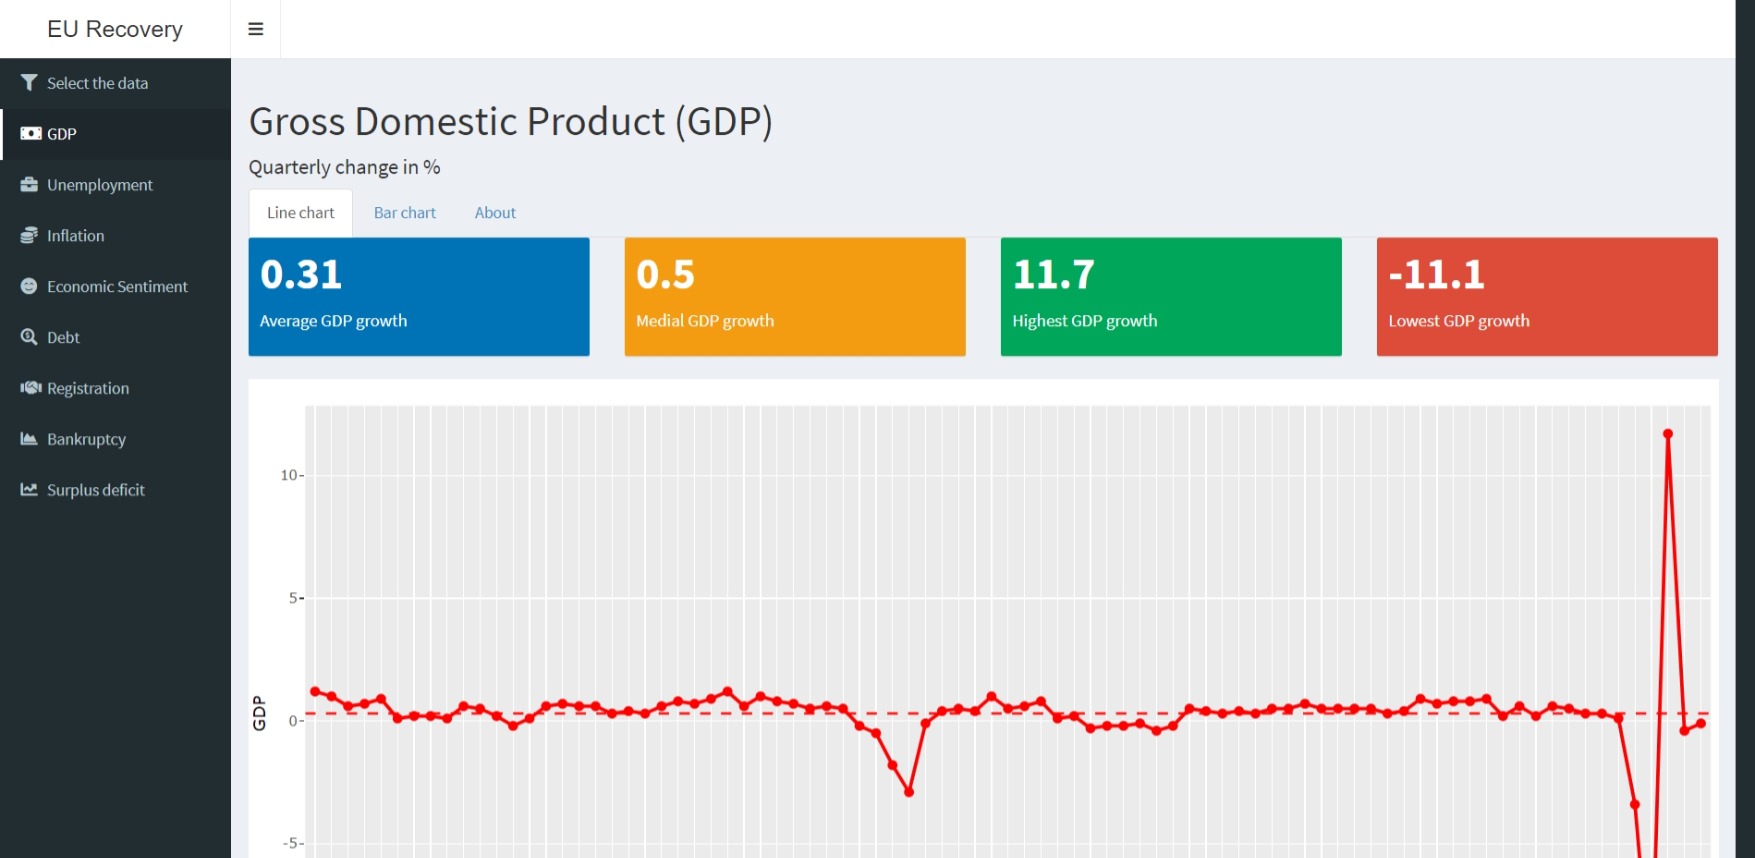 EU Recovery
Select the data
GDP
Unemployment
Inflation
Economic Sentiment
Debt
Registration
Bankruptcy
Surplus deficit
Gross Domestic Product (GDP)
Quarterly change in %
Line chart
Bar chart
About
0.31
Average GDP growth
0.5
Medial GDP growth
11.7
Highest GDP growth
-11.1
Lowest GDP growth
10
5
0
-5
GDP